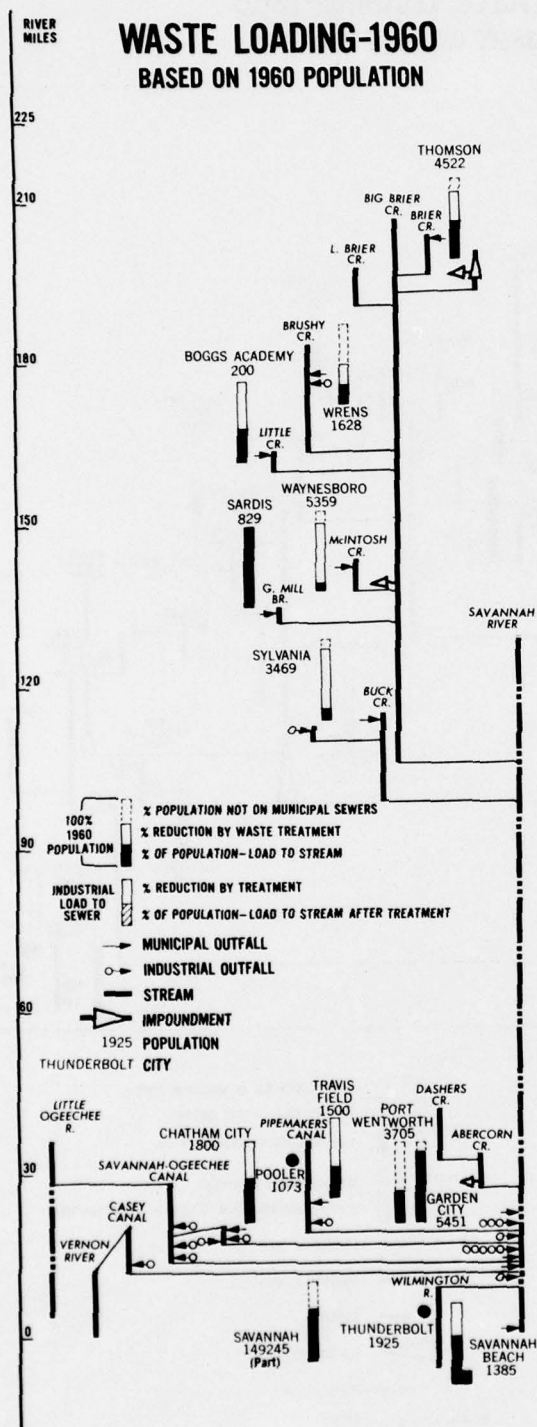 RIVER
MILES
WASTE LOADING-1960
BASED ON 1960 POPULATION
225
THOMSON
4522
210
BIG BRIER
CR.
BRIER
CR.
L. BRIER
CR.
BRUSHY
CR.
180
BOGGS ACADEMY
200
WRENS
1628
LITTLE
CR.
WAYNESBORO
5359
150
SARDIS
829
McINTOSH
CR.
G. MILL
BR.
SAVANNAH
RIVER
SYLVANIA
3469
120
BUCK
CR.
100%
1960
POPULATION
% POPULATION NOT ON MUNICIPAL SEWERS
% REDUCTION BY WASTE TREATMENT
% OF POPULATION-LOAD TO STREAM
90
INDUSTRIAL
LOAD TO
SEWER
% REDUCTION BY TREATMENT
% OF POPULATION-LOAD TO STREAM AFTER TREATMENT
MUNICIPAL OUTFALL
INDUSTRIAL OUTFALL
STREAM
60
IMPOUNDMENT
1925 POPULATION
THUNDERBOLT CITY
LITTLE
OGEECHEE
R.
TRAVIS
FIELD
1500
DASHERS
CR.
CHATHAM CITY
1800
PIPEMAKERS
CANAL
PORT
WENTWORTH
3705
ABERCORN
CR.
SAVANNAH-OGEECHEE
CANAL
30
POOLER
1073
GARDEN
CITY
5451
CASEY
CANAL
VERNON
RIVER
WILMINGTON
R.
0
SAVANNAH
149245
(Part)
THUNDERBOLT
1925
SAVANNAH
BEACH
1385